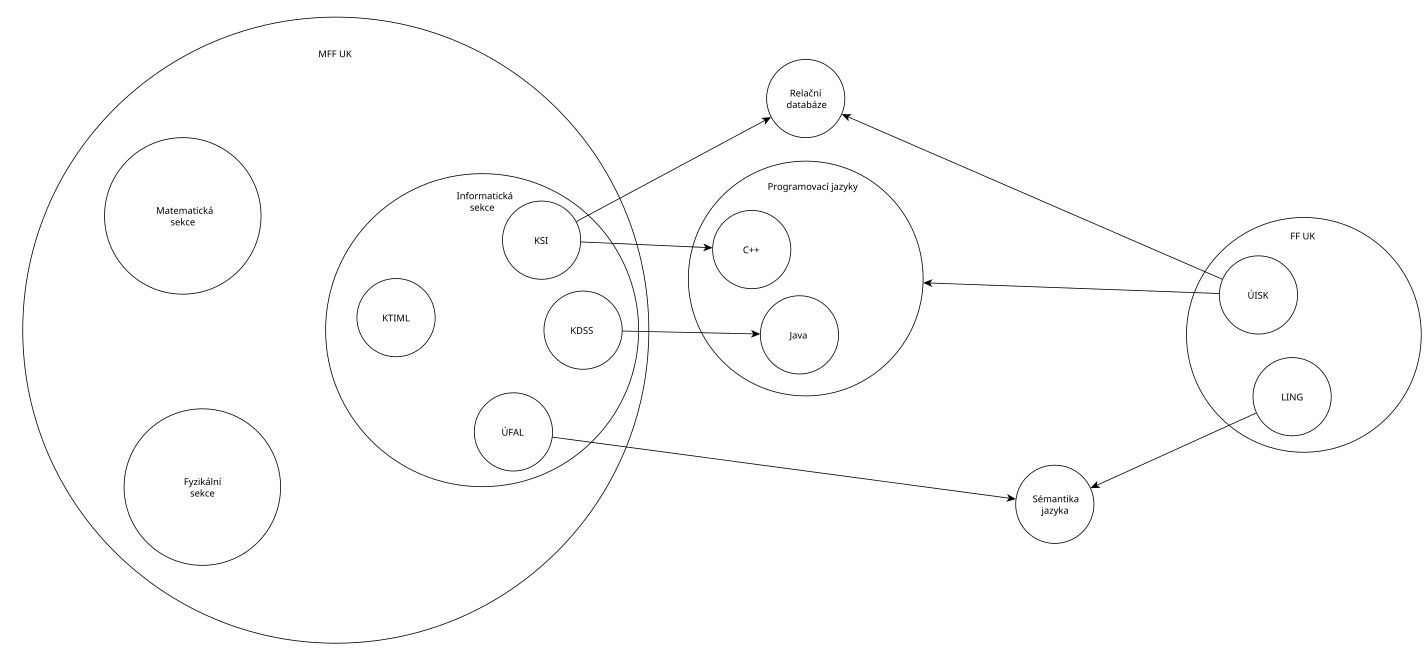 MFF UK
Relační
databáze
Programovací jazyky
Informatická
sekce
Matematická
sekce
KSI
C++
FF UK
ÚISK
KTIML
KDSS
Java
LING
ÚFAL
Fyzikální
sekce
Sémantika
jazyka